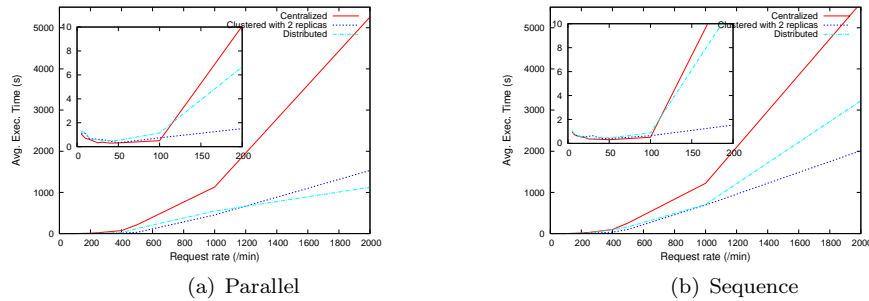 Centralized
Clustered with 2 replicas
Distributed
5000
4000
3000
2000
1000
0
Avg. Exec. Time (s)
10
8
6
4
2
0
0 50 100 150 200
0 200 400 600 800 1000 1200 1400 1600 1800 2000
Request rate (/min)
(a) Parallel
Centralized
Clustered with 2 replicas
Distributed
5000
4000
3000
2000
1000
0
Avg. Exec. Time (s)
10
8
6
4
2
0
0 50 100 150 200
0 200 400 600 800 1000 1200 1400 1600 1800 2000
Request rate (/min)
(b) Sequence